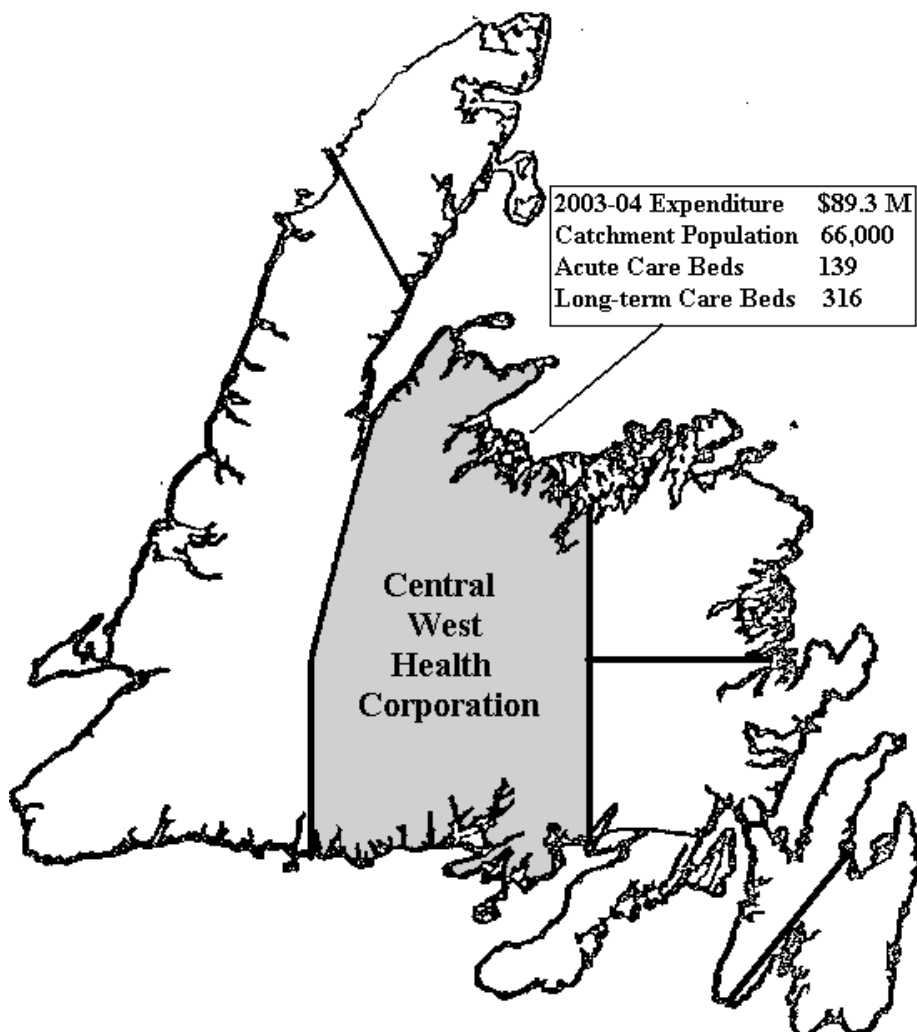 2003-04 Expenditure $89.3 M
Catchment Population 66,000
Acute Care Beds 139
Long-term Care Beds 316
Central
West
Health
Corporation